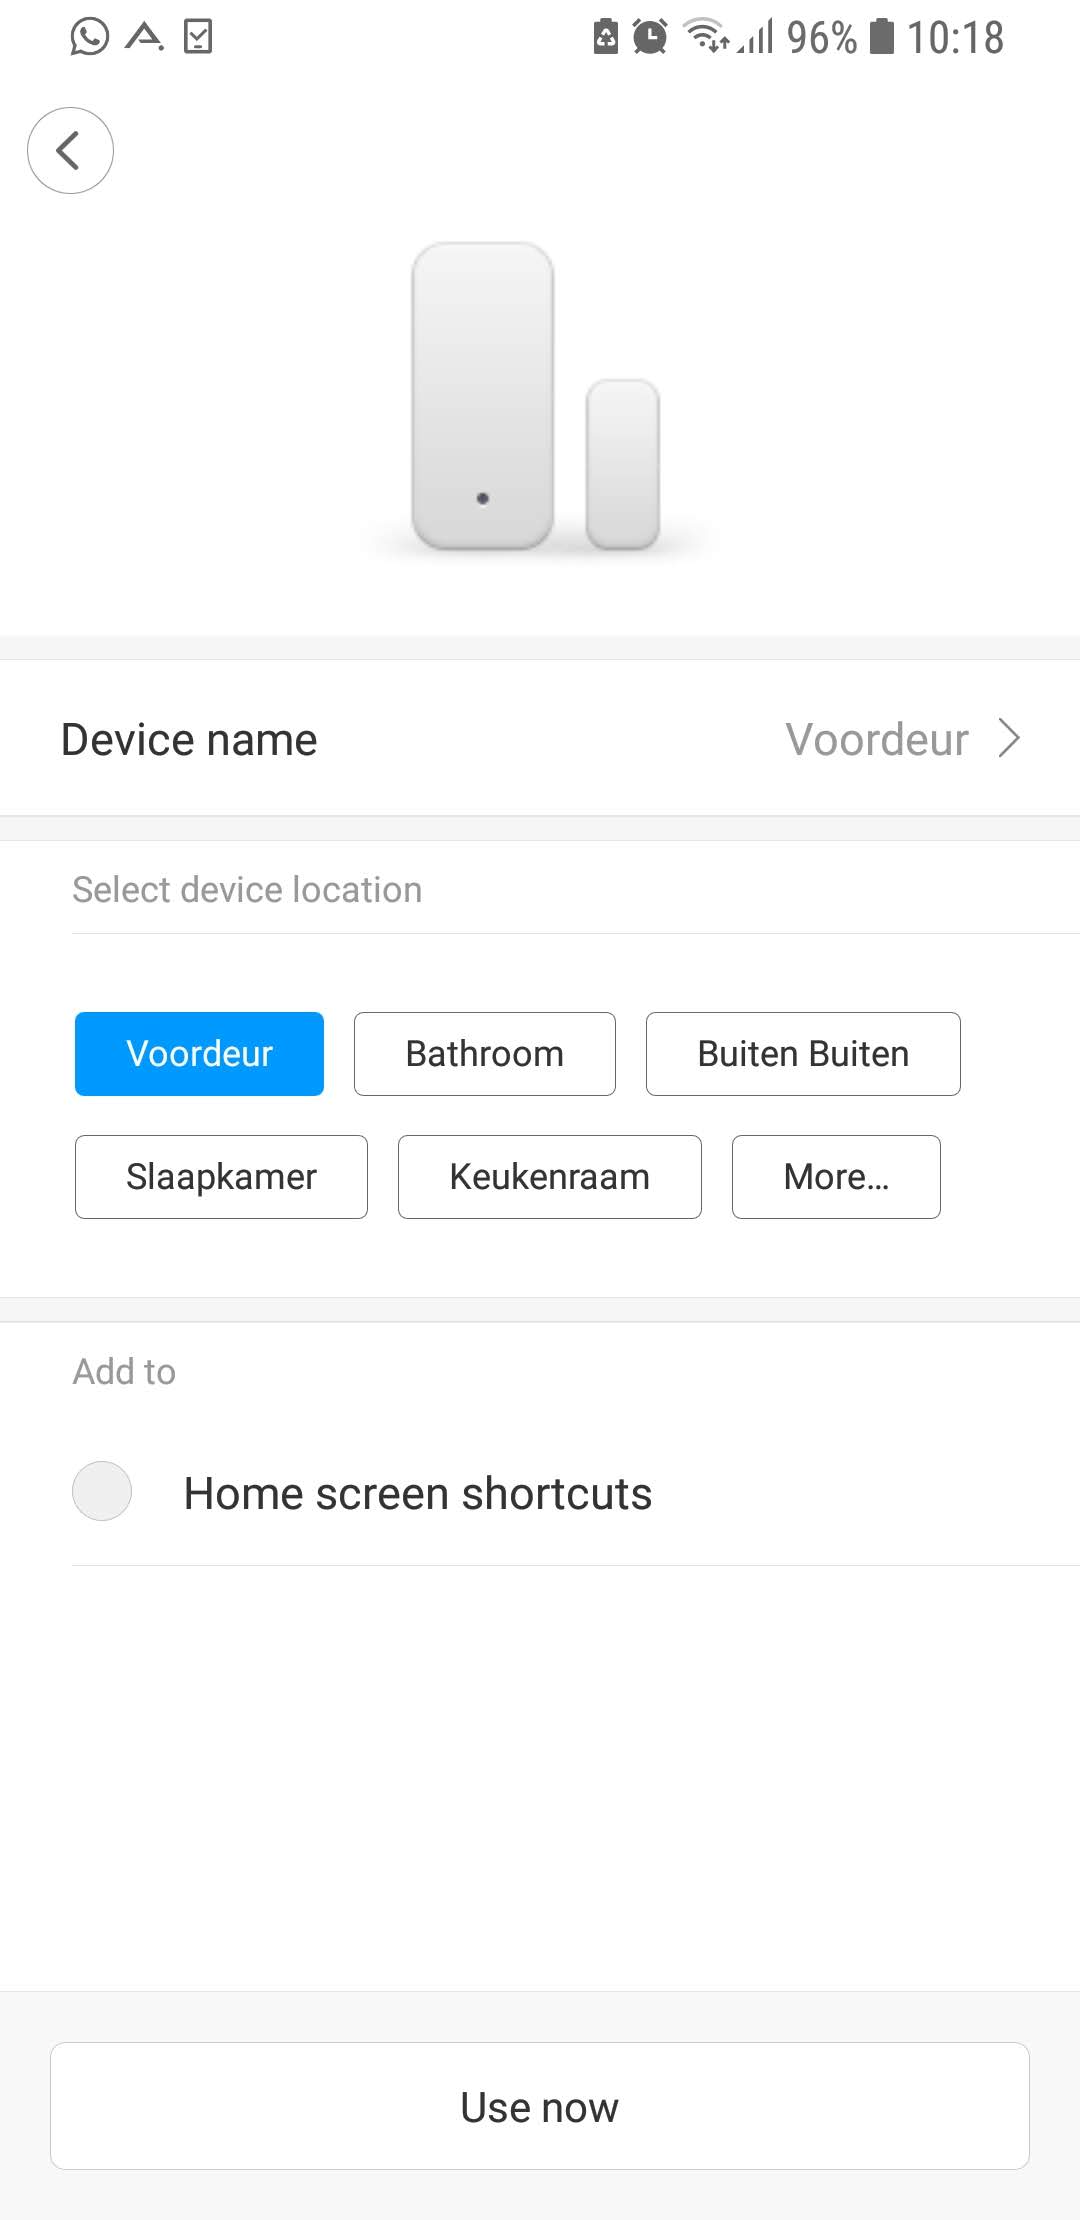 96% 10:18
Device name Voordeur
Select device location
Voordeur Bathroom Buiten Buiten
Slaapkamer Keukenraam More...
Add to
Home screen shortcuts
Use now